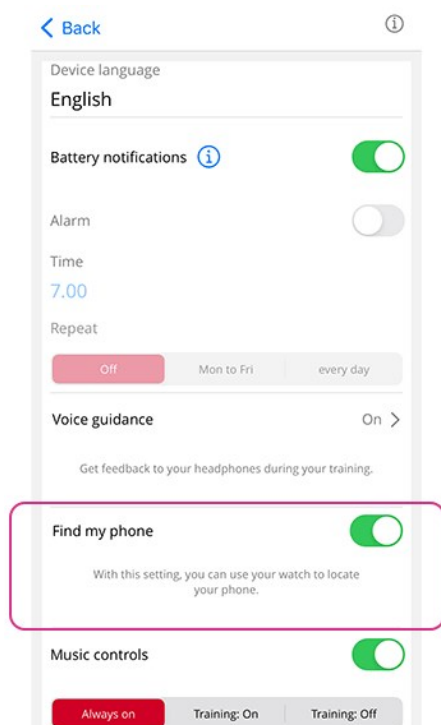 Back
Device language
English
Battery notifications
Alarm
Time
7.00
Repeat
Off Mon to Fri every day
Voice guidance On
Get feedback to your headphones during your training.
Find my phone
With this setting, you can use your watch to locate
your phone.
Music controls
Always on Training: On Training: Off